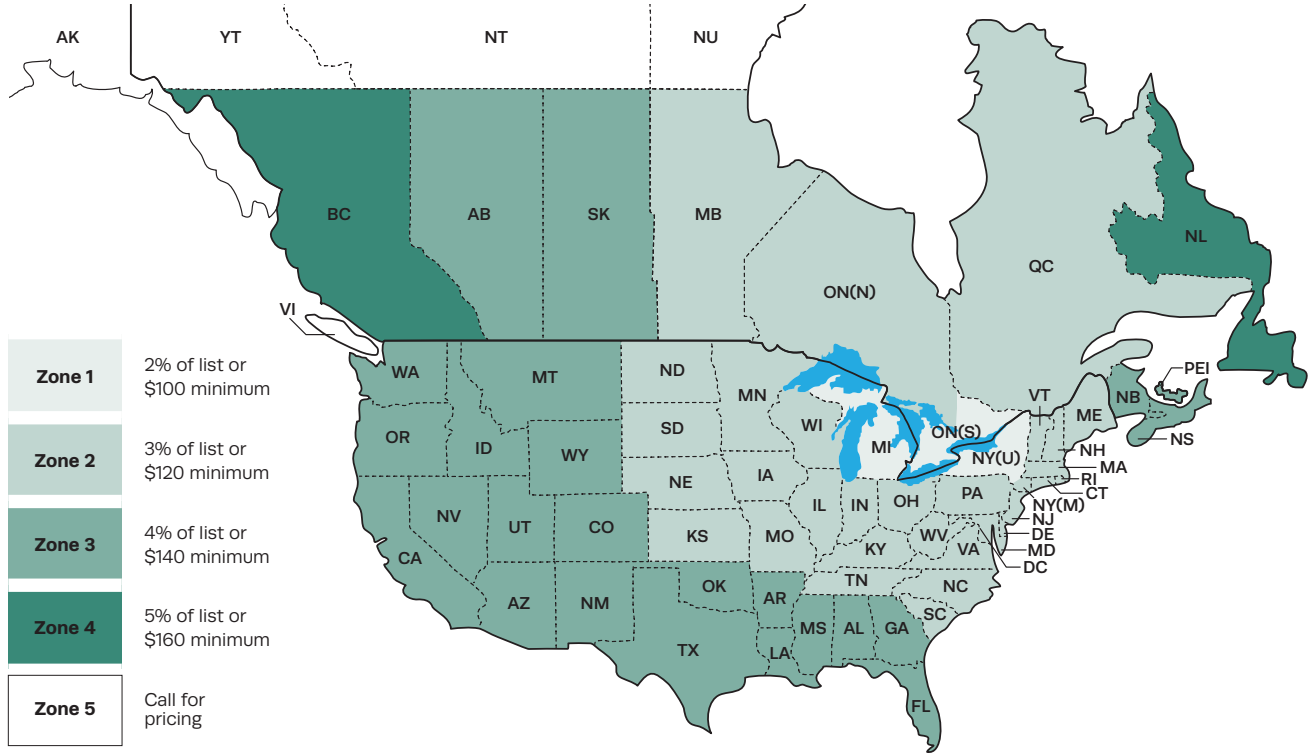 AK
YT
NT
NU
BC
AB
SK
MB
ON(N)
QC
NL
VI
Zone 1
2% of list or
$100 minimum
Zone 2
3% of list or
$120 minimum
Zone 3
4% of list or
$140 minimum
Zone 4
5% of list or
$160 minimum
Zone 5
Call for
pricing
WA
MT
ND
MN
OR
ID
WY
SD
WI
MI
ON(S)
NY(U)
VT
ME
NB
PEI
NS
NH
MA
RI
CT
NY(M)
NJ
DE
MD
DC
NV
UT
CO
NE
IA
IL
IN
OH
PA
CA
KS
MO
KY
WV
VA
AZ
NM
OK
AR
TN
NC
SC
TX
LA
MS
AL
GA
FL